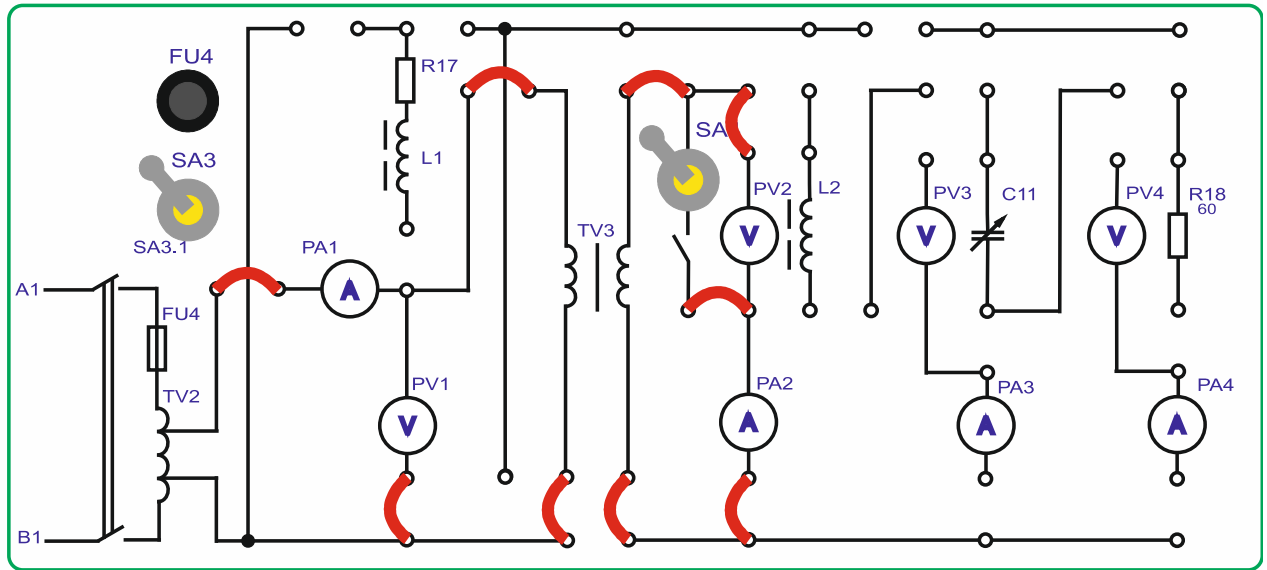 FU4
R17
SA3
L1
SA
PV2
L2
PV3
C11
PV4
R18
60
SA3.1
PA1
TV3
V
V
V
A1
A
FU4
TV2
PV1
PA2
PA3
PA4
V
A
A
A
B1